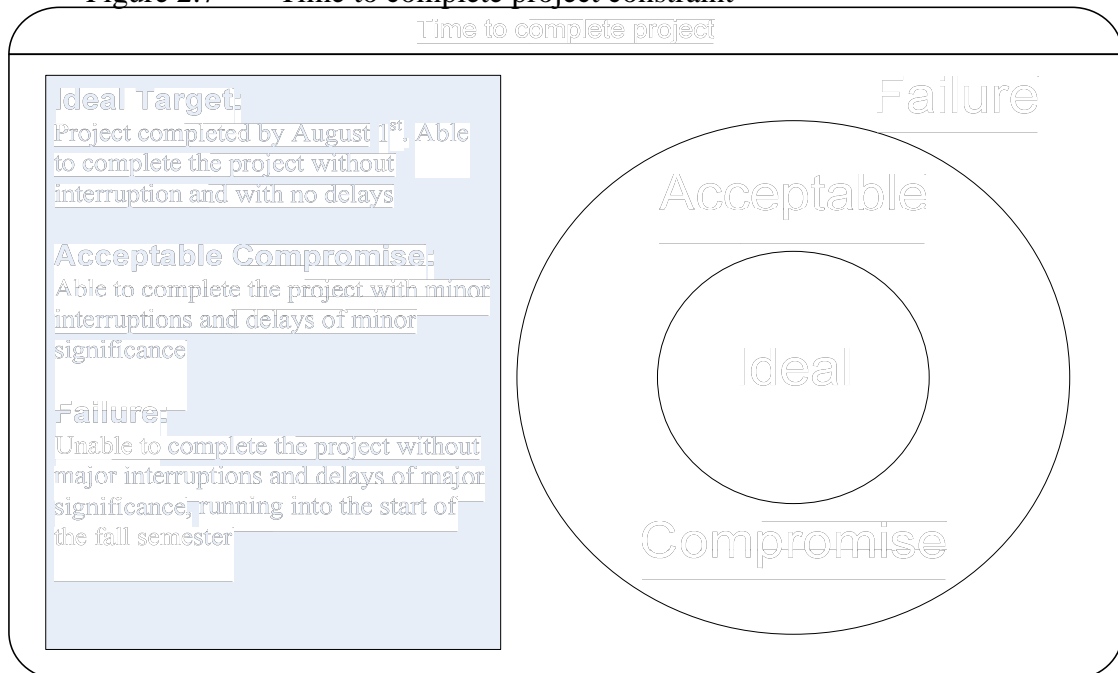 Figure 2.7 Time to complete project constraint
Time to complete project
Ideal Target:
Project completed by August 1st. Able
to complete the project without
interruption and with no delays
Acceptable Compromise:
Able to complete the project with minor
interruptions and delays of minor
significance
Failure:
Unable to complete the project without
major interruptions and delays of major
significance, running into the start of
the fall semester
Failure
Acceptable
Ideal
Compromise